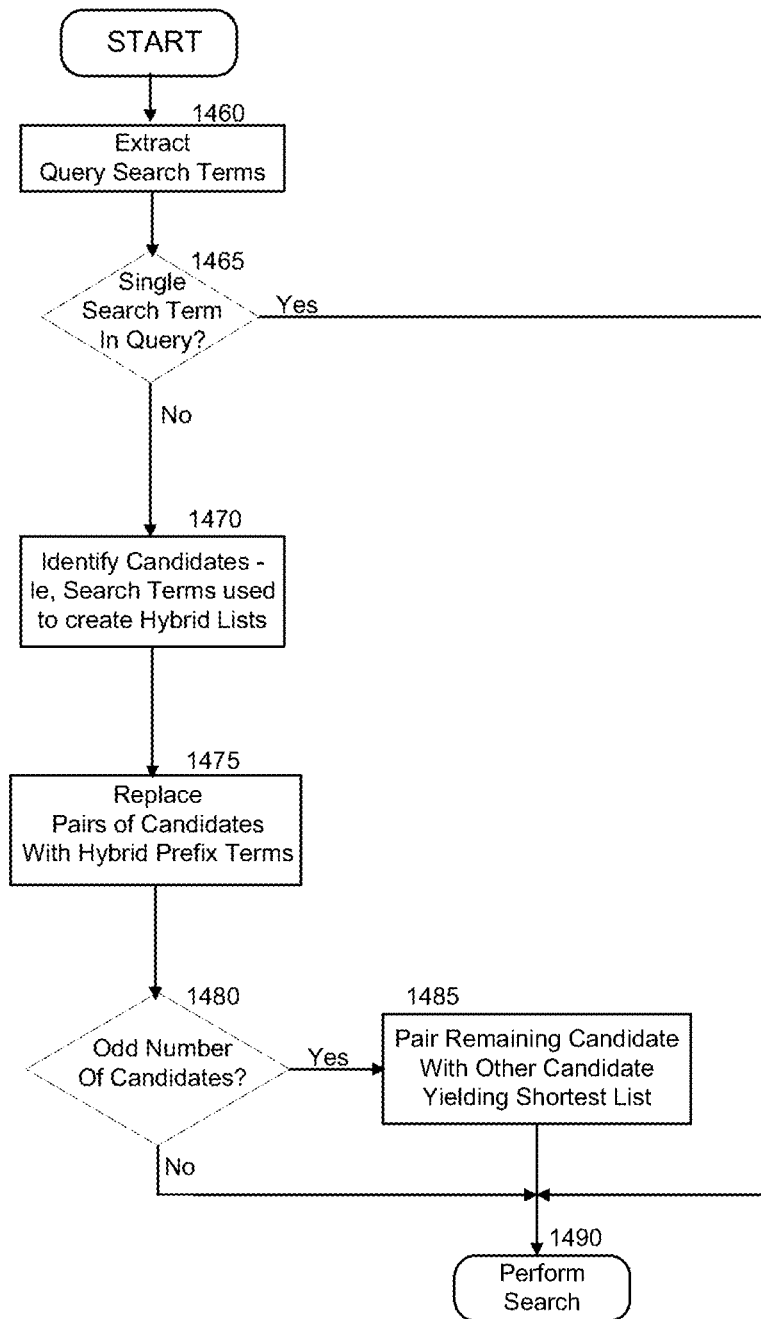 START
1460
Extract
Query Search Terms
1465
Single
Search Term
In Query?
Yes
No
1470
Identify Candidates -
Ie, Search Terms used
to create Hybrid Lists
1475
Replace
Pairs of Candidates
With Hybrid Prefix Terms
1480
Odd Number
Of Candidates?
Yes
1485
Pair Remaining Candidate
With Other Candidate
Yielding Shortest List
No
1490
Perform
Search